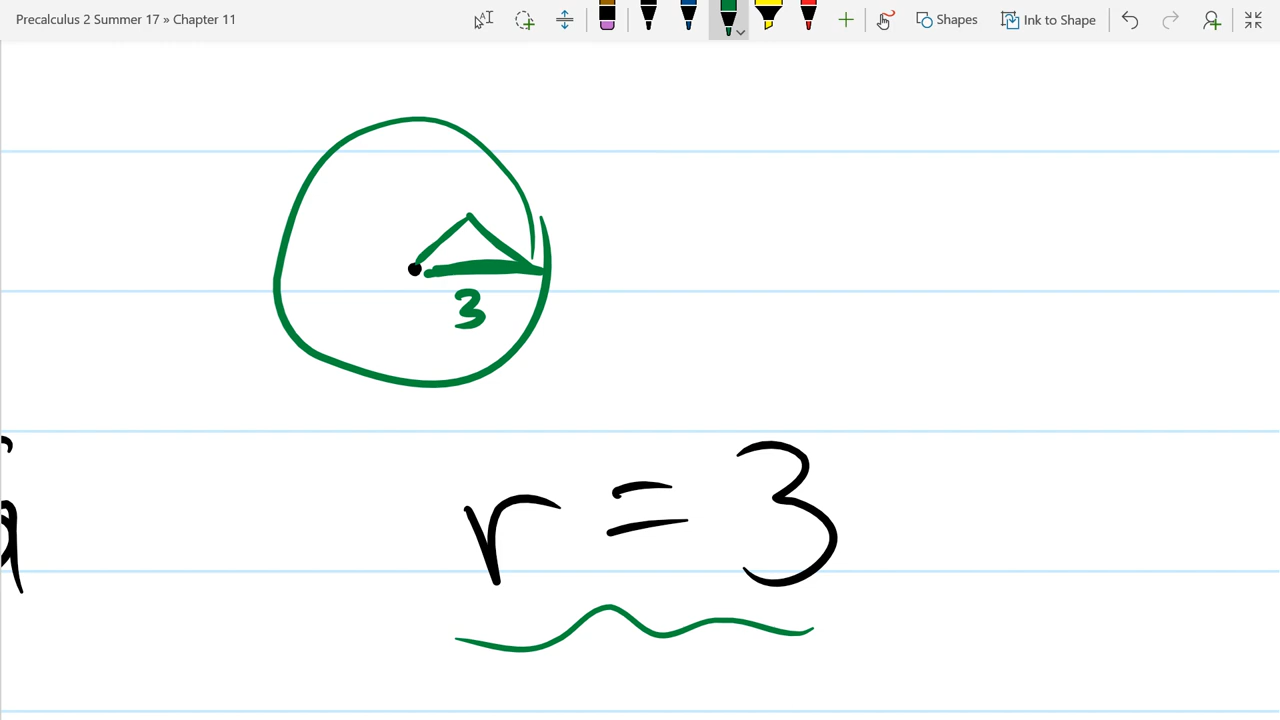 Precalculus 2 Summer 17 » Chapter 11
Shapes
Ink to Shape
3
r = 3